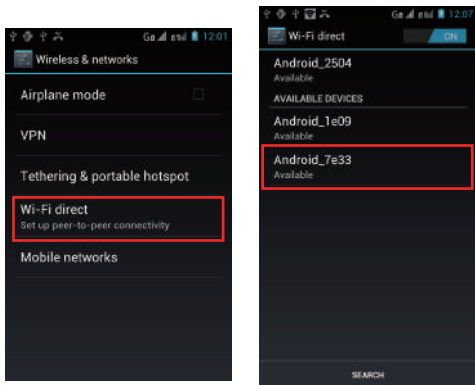 12:01
Wireless & networks
Airplane mode
VPN
Tethering & portable hotspot
Wi-Fi direct
Set up peer-to-peer connectivity
Mobile networks
12:07
Wi-Fi direct
ON
Android_2504
Available
AVAILABLE DEVICES
Android_1e09
Available
Android_7e33
Available
SEARCH